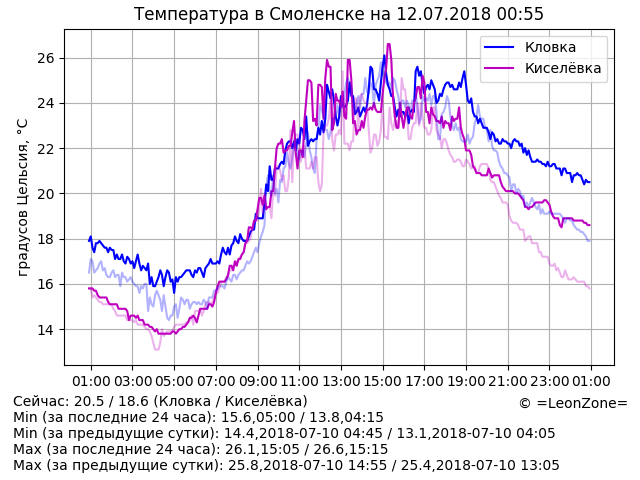 Температура в Смоленске на 12.07.2018 00:55
градусов Цельсия, °C
26
24
22
20
18
16
14
Кловка
Киселёвка
01:00 03:00 05:00 07:00 09:00 11:00 13:00 15:00 17:00 19:00 21:00 23:00 01:00
Сейчас: 20.5 / 18.6 (Кловка / Киселёвка)
© =LeonZone=
Min (за последние 24 часа): 15.6,05:00 / 13.8,04:15
Min (за предыдущие сутки): 14.4,2018-07-10 04:45 / 13.1,2018-07-10 04:05
Max (за последние 24 часа): 26.1,15:05 / 26.6,15:15
Max (за предыдущие сутки): 25.8,2018-07-10 14:55 / 25.4,2018-07-10 13:05